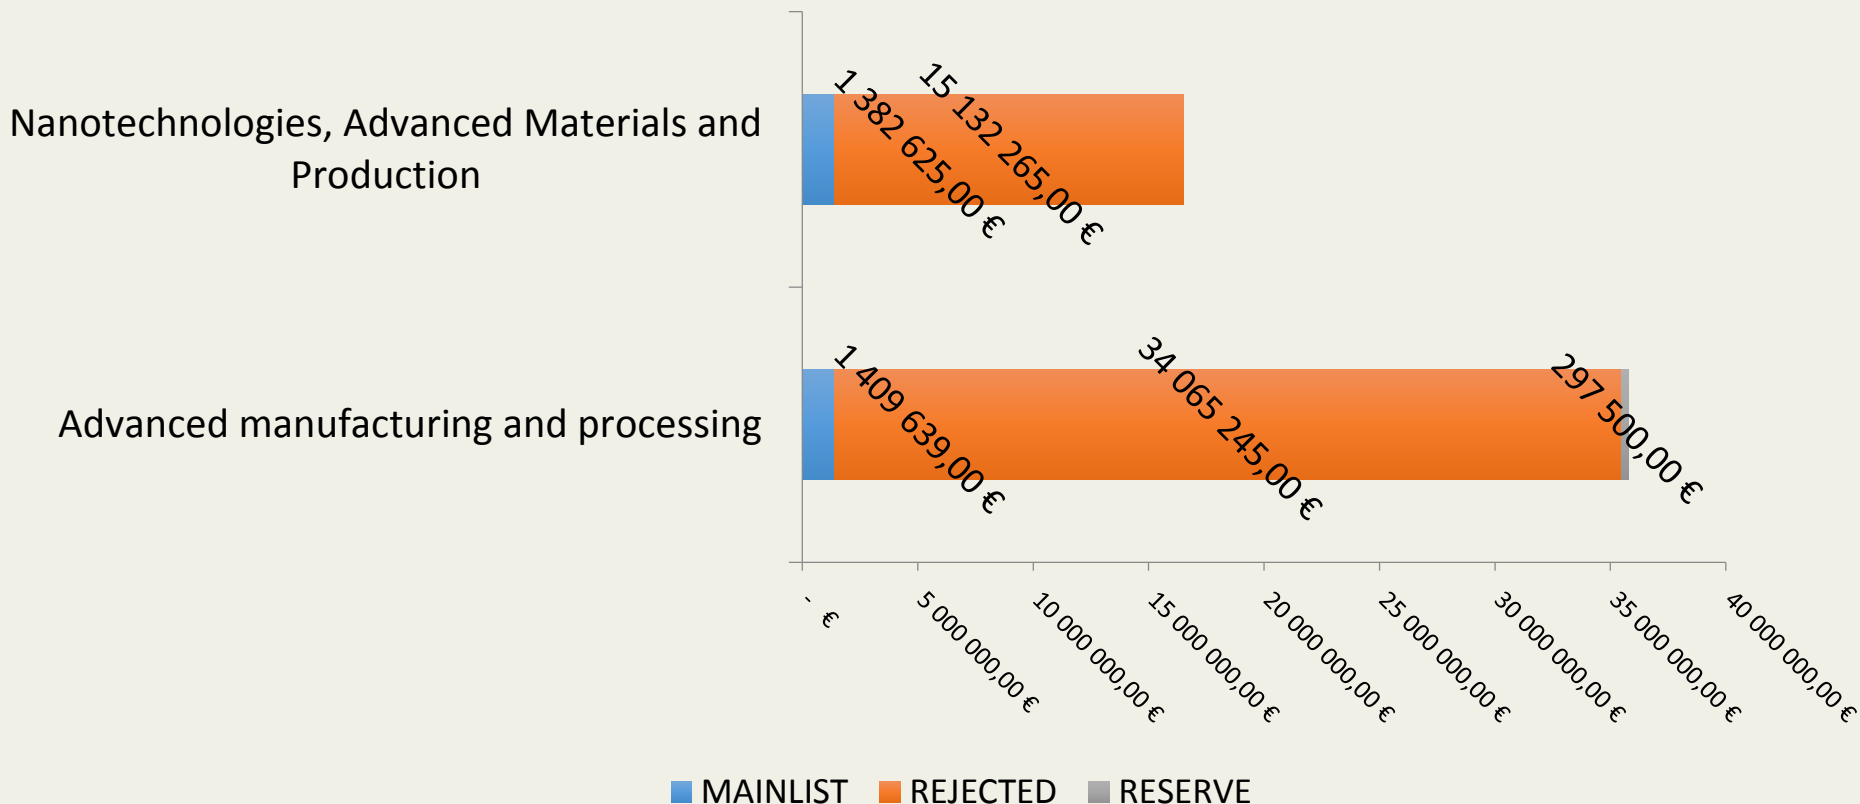 Nanotechnologies, Advanced Materials and
Production
1 382 625,00 €
15 132 265,00 €
Advanced manufacturing and processing
1 409 639,00 €
34 065 245,00 €
297 500,00 €
- €
5 000 000,00 €
10 000 000,00 €
15 000 000,00 €
20 000 000,00 €
25 000 000,00 €
30 000 000,00 €
35 000 000,00 €
40 000 000,00 €
MAINLIST REJECTED RESERVE